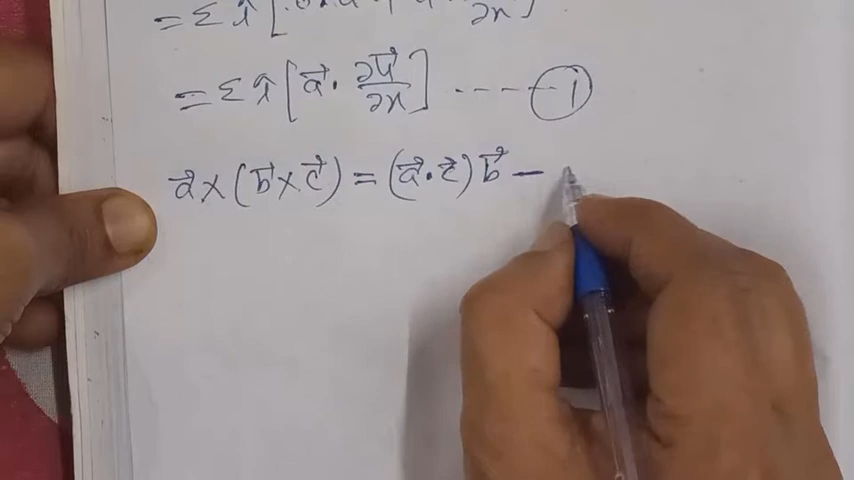 = Σ î [
∂x ]
= Σ î [ a⃗ · ∂u⃗/∂x ] ------ ①
a⃗ × (b⃗ × c⃗) = (a⃗ · c⃗) b⃗ −